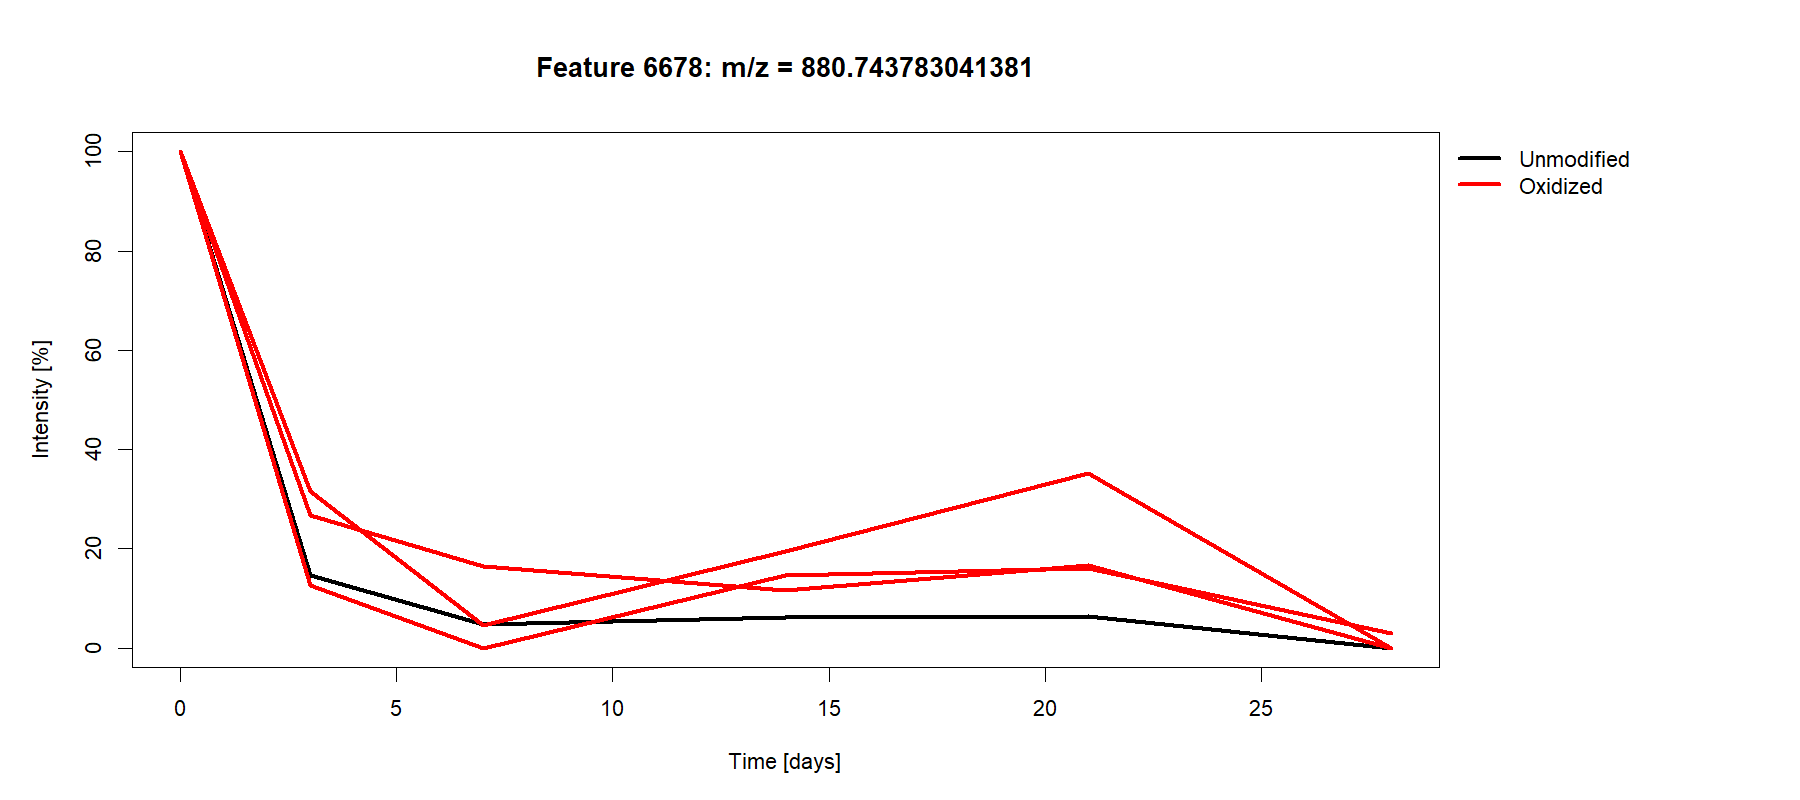 Feature 6678: m/z = 880.743783041381
Unmodified
Oxidized
Intensity [%]
100
80
60
40
20
0
0 5 10 15 20 25
Time [days]